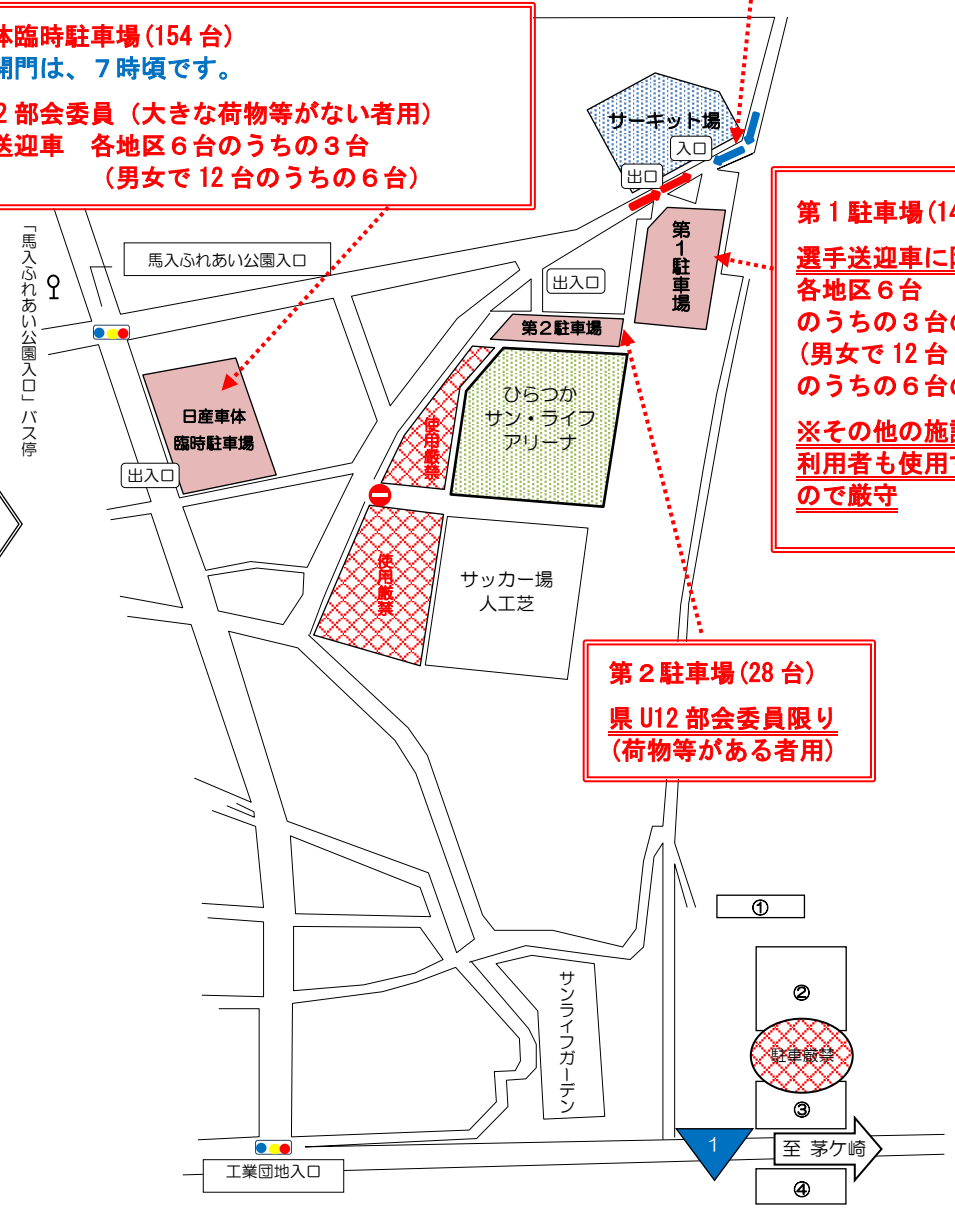 体臨時駐車場(154 台)
開門は、７時頃です。
2 部会委員（大きな荷物等がない者用）
送迎車　各地区６台のうちの３台
（男女で 12 台のうちの６台）
サーキット場
入口
出口
第１駐車場
第１駐車場(14
選手送迎車に
各地区６台
のうちの３台
（男女で 12 台
のうちの６台
※その他の施
利用者も使用
ので厳守
「馬入ふれあい公園入口」バス停
馬入ふれあい公園入口
出入口
第２駐車場
日産車体
臨時駐車場
出入口
使用厳禁
ひらつか
サン・ライフ
アリーナ
使用厳禁
サッカー場
人工芝
第２駐車場(28 台)
県 U12 部会委員限り
(荷物等がある者用)
①
②
駐車厳禁
③
サンライフガーデン
1
至 茅ケ崎
工業団地入口
④